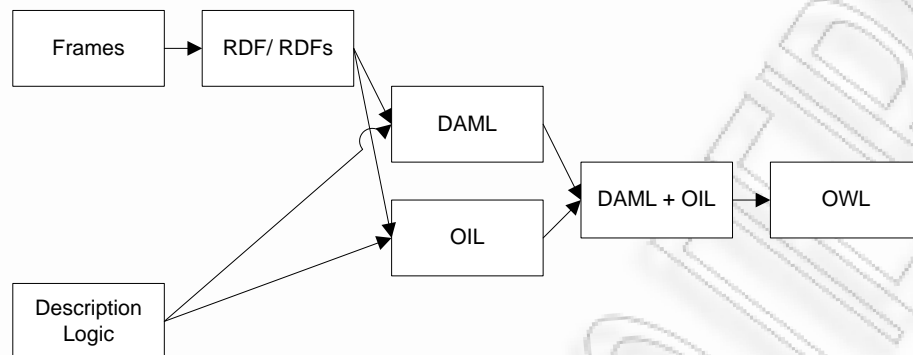 Frames
RDF/ RDFs
DAML
DAML + OIL
OWL
OIL
Description
Logic